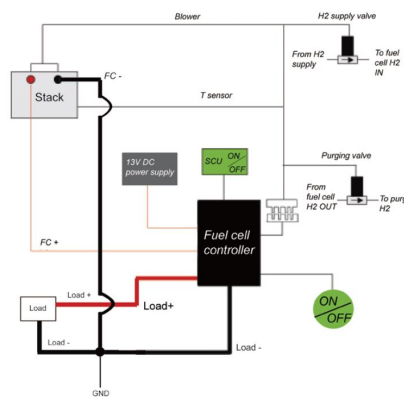 Blower
H2 supply valve
FC -
From H2
supply
To fuel
cell H2
IN
Stack
T sensor
13V DC
power supply
SCU
ON
OFF
Purging valve
From
fuel cell
H2 OUT
To purg
H2
FC +
Fuel cell
controller
Load +
Load+
Load
ON
OFF
Load -
Load -
GND